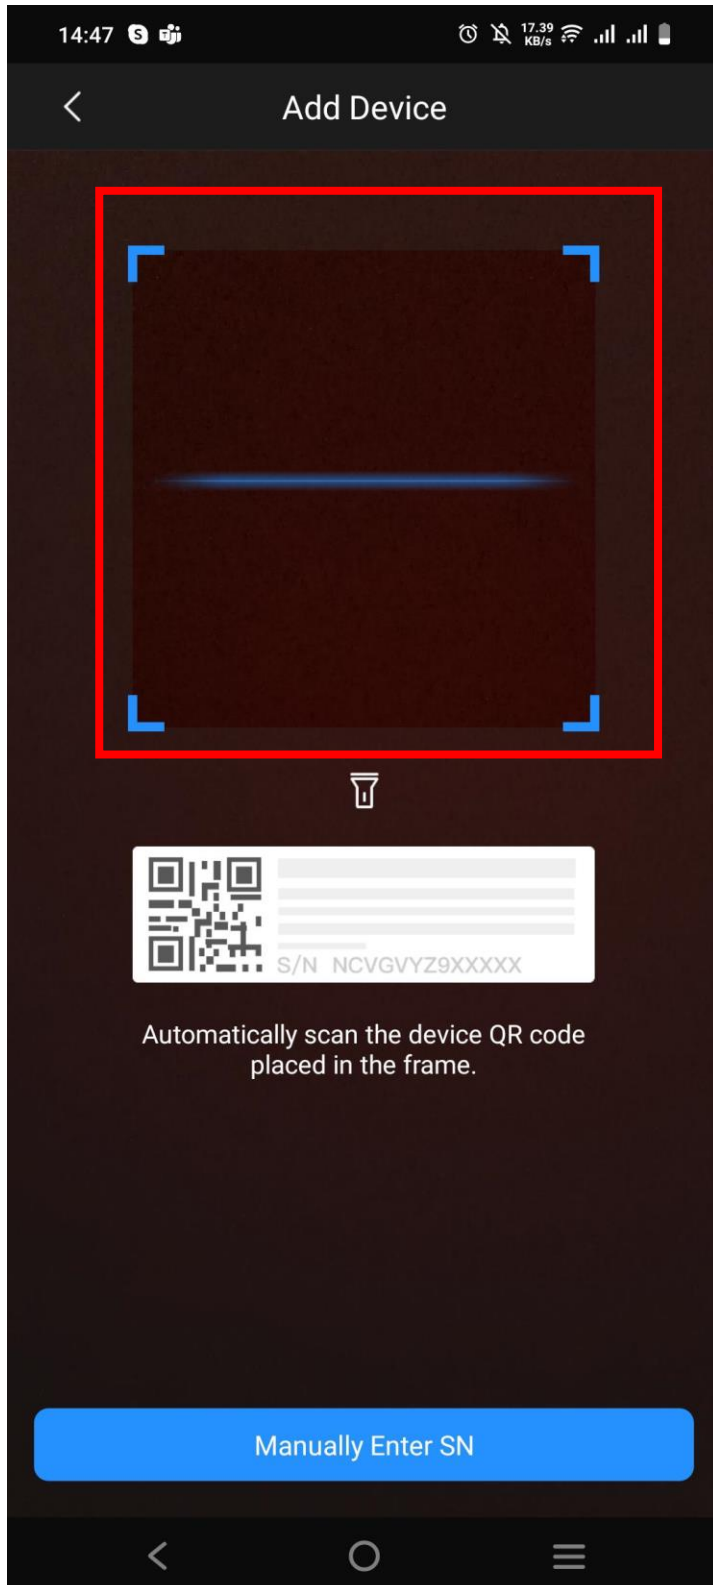 14:47
17.39
KB/s
Add Device
S/N NCVGVYZ9XXXXX
Automatically scan the device QR code
placed in the frame.
Manually Enter SN